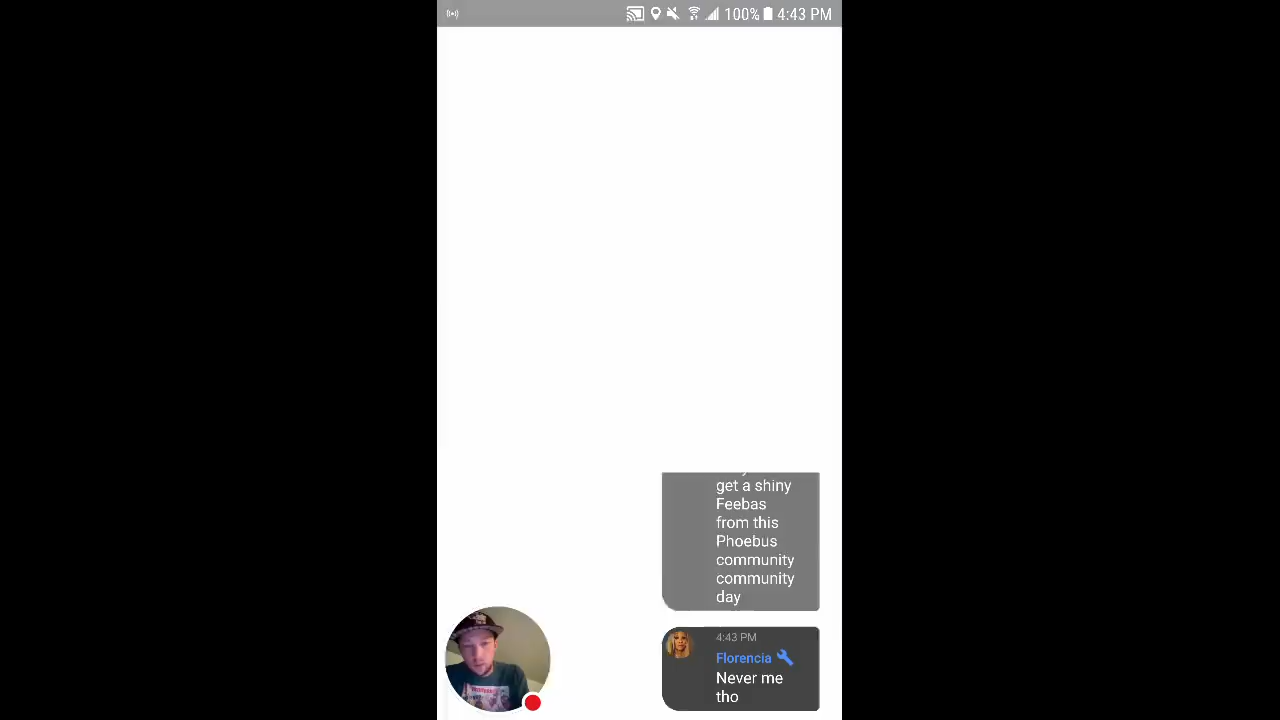 100% 4:43 PM
get a shiny
Feebas
from this
Phoebus
community
community
day
4:43 PM
Florencia
Never me
tho